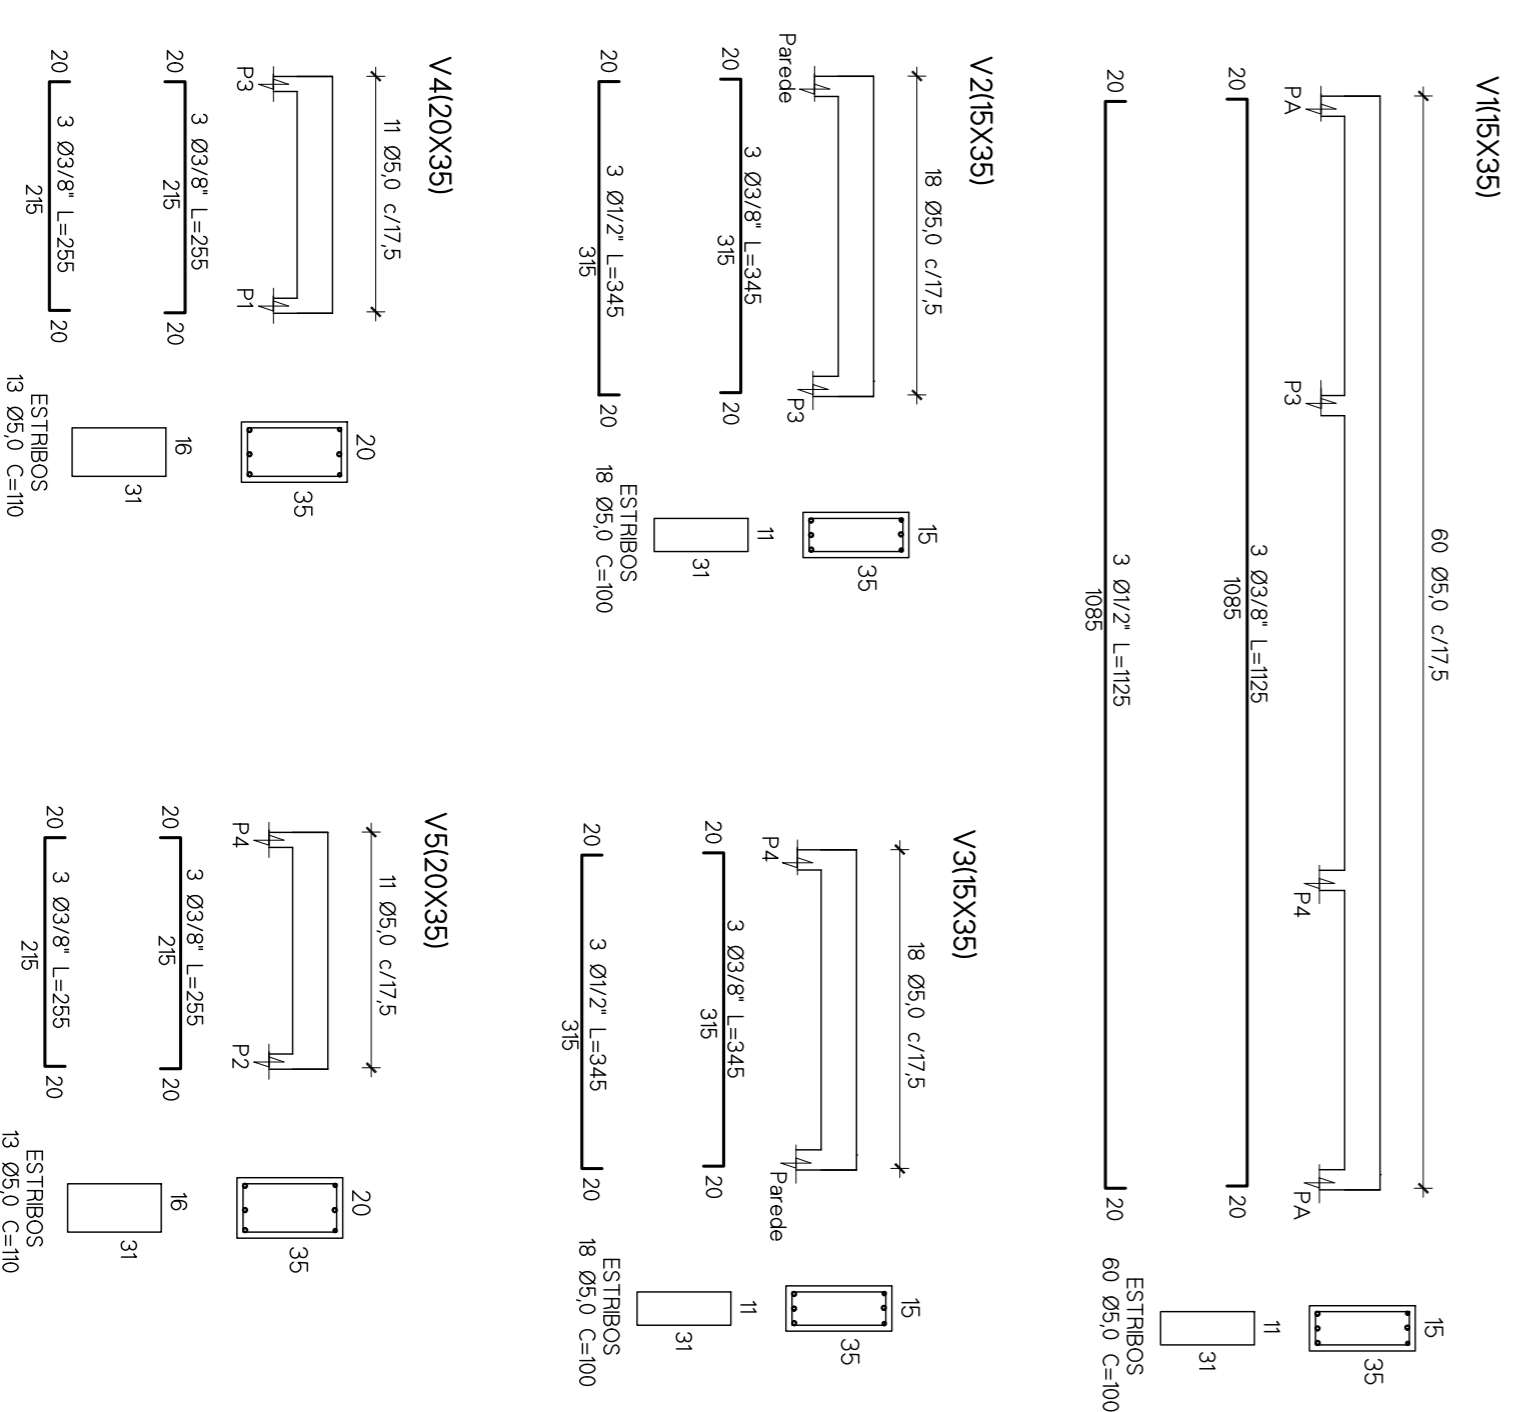 V1(15X35)
60 Ø5,0 c/17,5
PA
P3
P4
PA
20
3 Ø3/8" L=1125
1085
20
20
3 Ø1/2" L=1125
1085
20
15
35
11
31
ESTRIBOS
60 Ø5,0 C=100
V2(15X35)
18 Ø5,0 c/17,5
Parede
P3
20
3 Ø3/8" L=345
315
20
20
3 Ø1/2" L=345
315
20
15
35
11
31
ESTRIBOS
18 Ø5,0 C=100
V3(15X35)
18 Ø5,0 c/17,5
P4
Parede
20
3 Ø3/8" L=345
315
20
20
3 Ø1/2" L=345
315
20
15
35
11
31
ESTRIBOS
18 Ø5,0 C=100
V4(20X35)
11 Ø5,0 c/17,5
P3
P1
20
3 Ø3/8" L=255
215
20
20
3 Ø3/8" L=255
215
20
20
35
16
31
ESTRIBOS
13 Ø5,0 C=110
V5(20X35)
11 Ø5,0 c/17,5
P4
P2
20
3 Ø3/8" L=255
215
20
20
3 Ø3/8" L=255
215
20
20
35
16
31
ESTRIBOS
13 Ø5,0 C=110